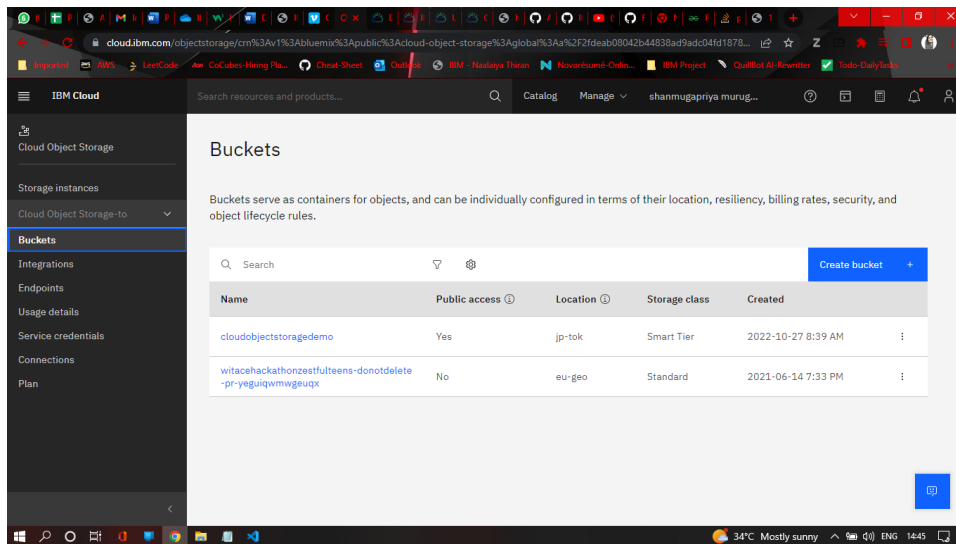 cloud.ibm.com/objectstorage/crn%3Av1%3Abluemix%3Apublic%3Acloud-object-storage%3Aglobal%3Aa%2F2fdeab08042b44838ad9adc04fd1878...
Imported AWS LeetCode CoCubes-Hiring Pla... Cheat-Sheet Outlook IBM - Naalaiya Thiran Novorésumé-Onlin... IBM Project QuillBot AI-Rewritter Todo-DailyTasks
IBM Cloud
Search resources and products...
Catalog
Manage
shanmugapriya murug...
Cloud Object Storage
Storage instances
Cloud Object Storage-to
Buckets
Integrations
Endpoints
Usage details
Service credentials
Connections
Plan
Buckets
Buckets serve as containers for objects, and can be individually configured in terms of their location, resiliency, billing rates, security, and
object lifecycle rules.
Search
Create bucket +
Name Public access Location Storage class Created
cloudobjectstoragedemo Yes jp-tok Smart Tier 2022-10-27 8:39 AM
witacehackathonzestfulteens-donotdelete
-pr-yeguiqwmwgeuqx No eu-geo Standard 2021-06-14 7:33 PM
34°C Mostly sunny ENG 14:45